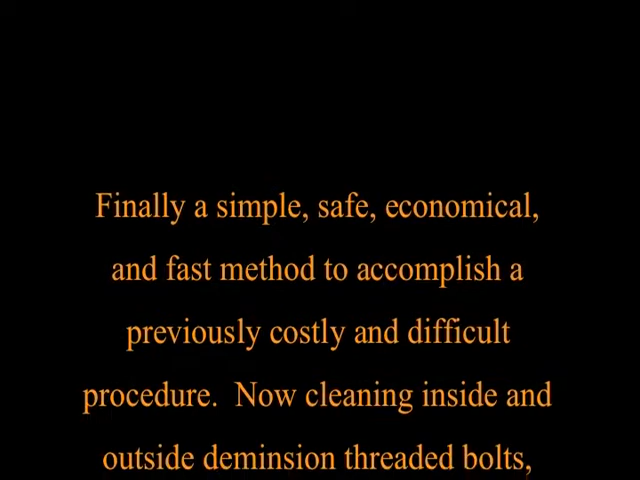 Finally a simple, safe, economical,
and fast method to accomplish a
previously costly and difficult
procedure.  Now cleaning inside and
outside deminsion threaded bolts,